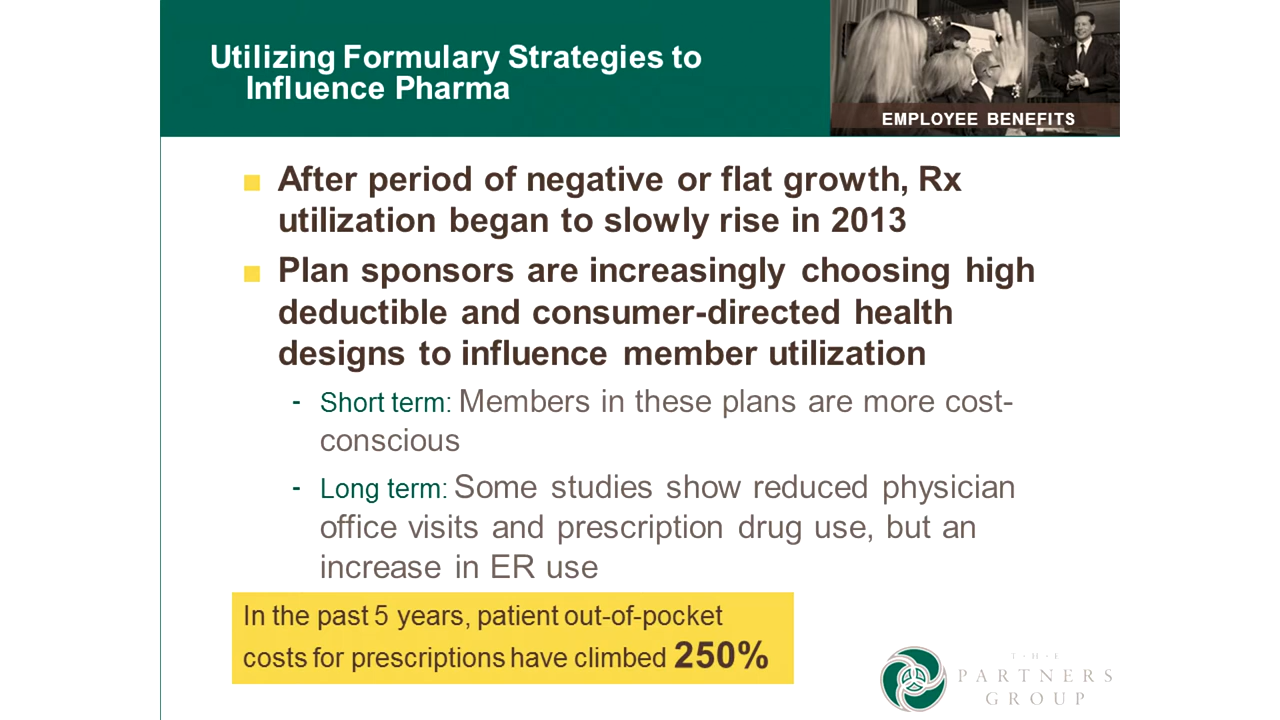 Utilizing Formulary Strategies to
Influence Pharma
EMPLOYEE BENEFITS
■ After period of negative or flat growth, Rx
utilization began to slowly rise in 2013
■ Plan sponsors are increasingly choosing high
deductible and consumer-directed health
designs to influence member utilization
- Short term: Members in these plans are more cost-
conscious
- Long term: Some studies show reduced physician
office visits and prescription drug use, but an
increase in ER use
In the past 5 years, patient out-of-pocket
costs for prescriptions have climbed 250%
THE
PARTNERS
GROUP